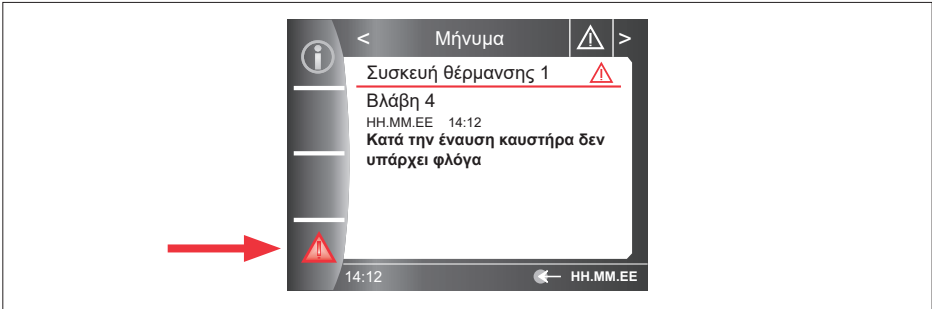 < Μήνυμα >
Συσκευή θέρμανσης 1
Βλάβη 4
HH.MM.EE 14:12
Κατά την έναυση καυστήρα δεν
υπάρχει φλόγα
14:12 HH.MM.EE